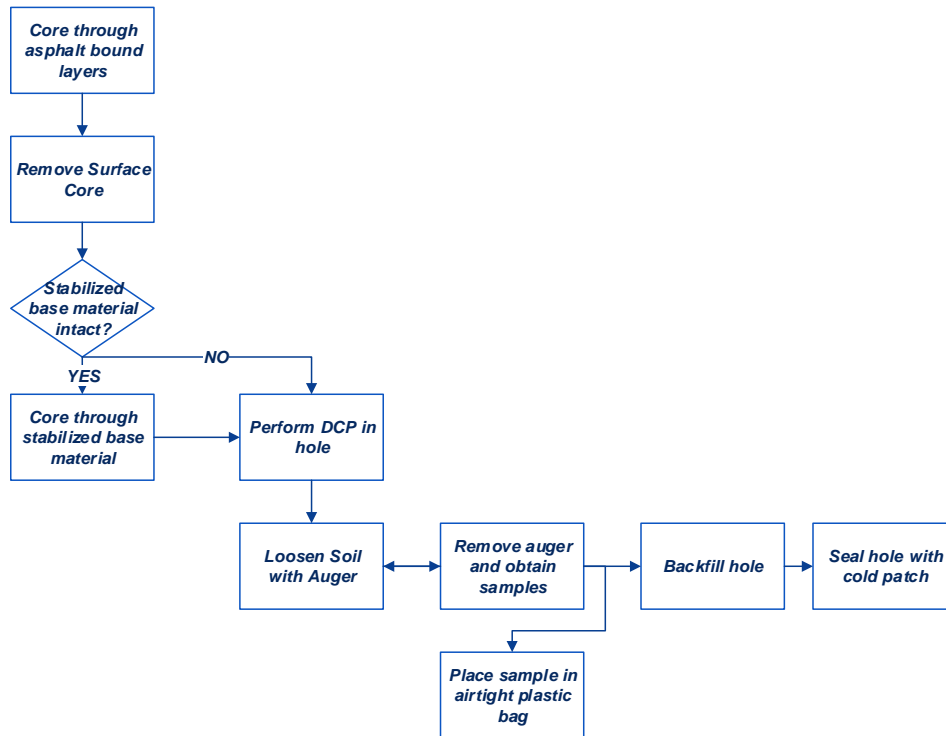 Core through
asphalt bound
layers
Remove Surface
Core
Stabilized
base material
intact?
NO
YES
Core through
stabilized base
material
Perform DCP in
hole
Loosen Soil
with Auger
Remove auger
and obtain
samples
Backfill hole
Seal hole with
cold patch
Place sample in
airtight plastic
bag